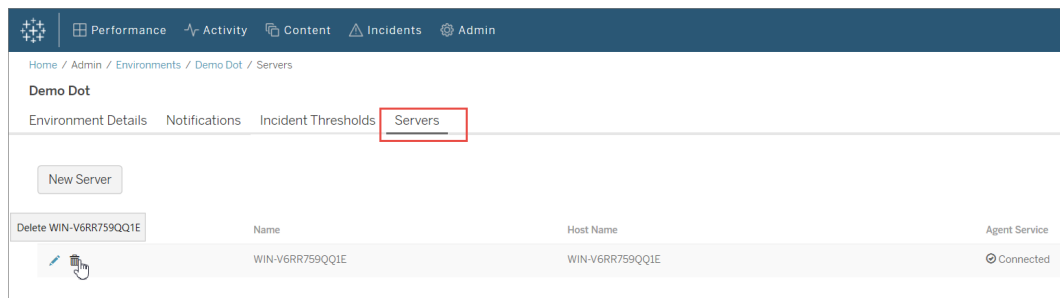 Performance Activity Content Incidents Admin
Home / Admin / Environments / Demo Dot / Servers
Demo Dot
Environment Details Notifications Incident Thresholds Servers
New Server
Delete WIN-V6RR759QQ1E
Name Host Name Agent Service
WIN-V6RR759QQ1E WIN-V6RR759QQ1E Connected